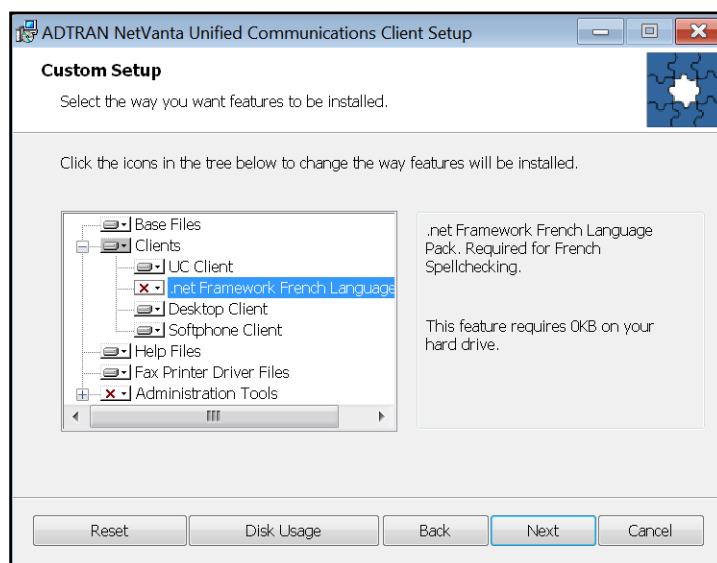 ADTRAN NetVanta Unified Communications Client Setup
Custom Setup
Select the way you want features to be installed.
Click the icons in the tree below to change the way features will be installed.
Base Files
Clients
UC Client
.net Framework French Language
Desktop Client
Softphone Client
Help Files
Fax Printer Driver Files
Administration Tools
.net Framework French Language
Pack. Required for French
Spellchecking.
This feature requires 0KB on your
hard drive.
Reset Disk Usage Back Next Cancel